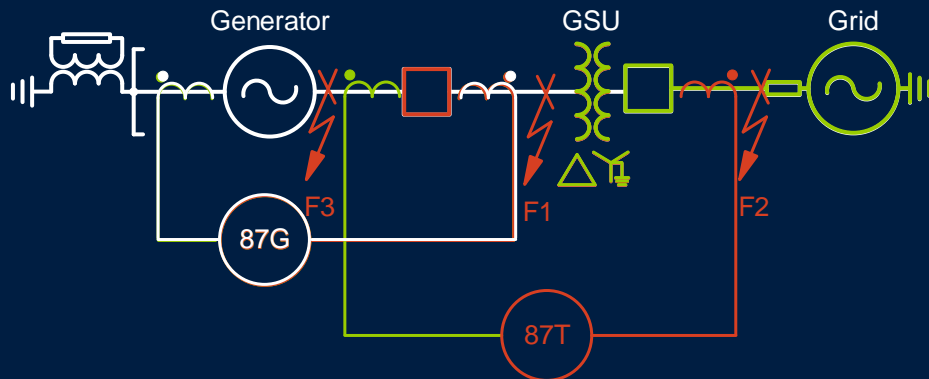 Generator
GSU
Grid
F3
F1
F2
87G
87T